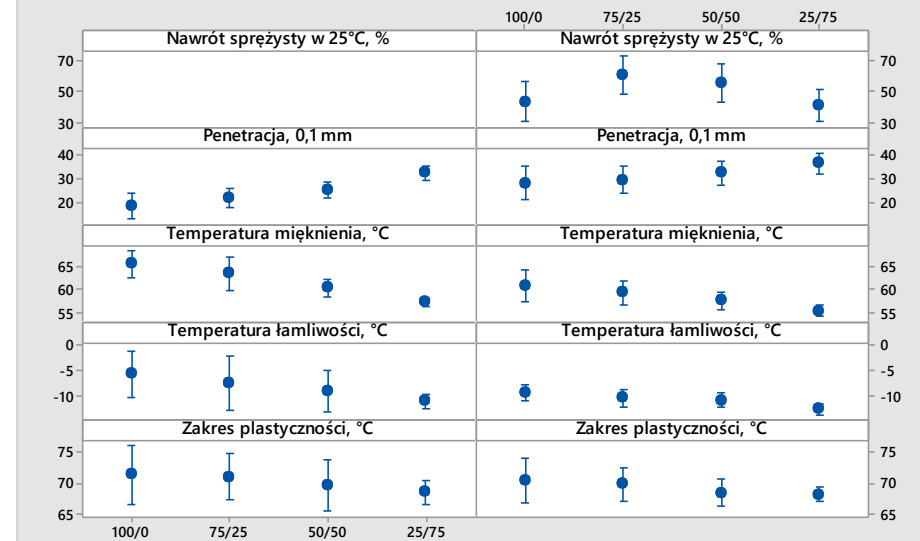 100/0 75/25 50/50 25/75
Nawrót sprężysty w 25°C, % Nawrót sprężysty w 25°C, %
70 70
50 50
30 30
Penetracja, 0,1 mm Penetracja, 0,1 mm
40 40
30 30
20 20
Temperatura mięknienia, °C Temperatura mięknienia, °C
65 65
60 60
55 55
Temperatura łamliwości, °C Temperatura łamliwości, °C
0 0
-5 -5
-10 -10
Zakres plastyczności, °C Zakres plastyczności, °C
75 75
70 70
65 65
100/0 75/25 50/50 25/75